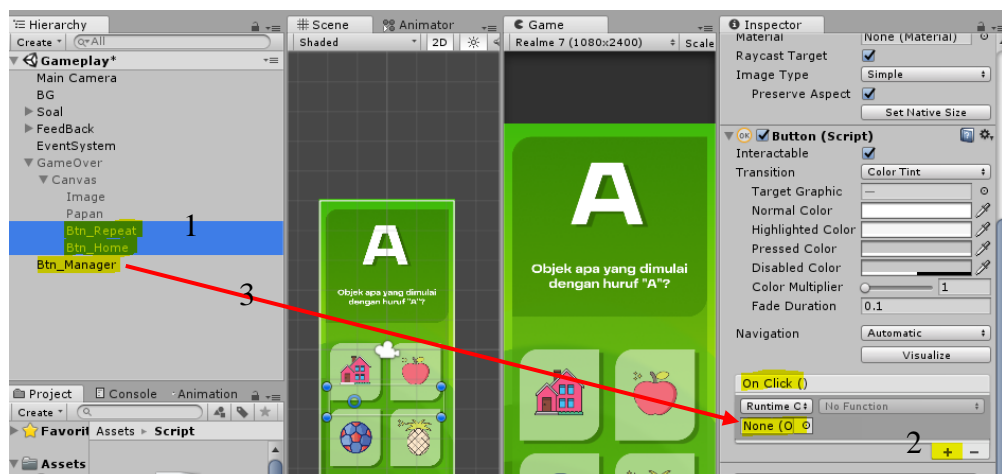 Hierarchy
Create
All
Gameplay*
Main Camera
BG
Soal
FeedBack
EventSystem
GameOver
Canvas
Image
Papan
Btn_Repeat
Btn_Home
Btn_Manager
1
3
Project
Console
Animation
Create
Favorit
Assets
Script
Assets
Scene
Animator
Shaded
2D
A
Objek apa yang dimulai
dengan huruf "A"?
Game
Realme 7 (1080x2400)
Scale
A
Objek apa yang dimulai
dengan huruf "A"?
Inspector
Material
None (Material)
Raycast Target
Image Type
Simple
Preserve Aspect
Set Native Size
OK
Button (Script)
Interactable
Transition
Color Tint
Target Graphic
—
Normal Color
Highlighted Color
Pressed Color
Disabled Color
Color Multiplier
1
Fade Duration
0.1
Navigation
Automatic
Visualize
On Click ()
Runtime C
No Function
None (O
2
+ −